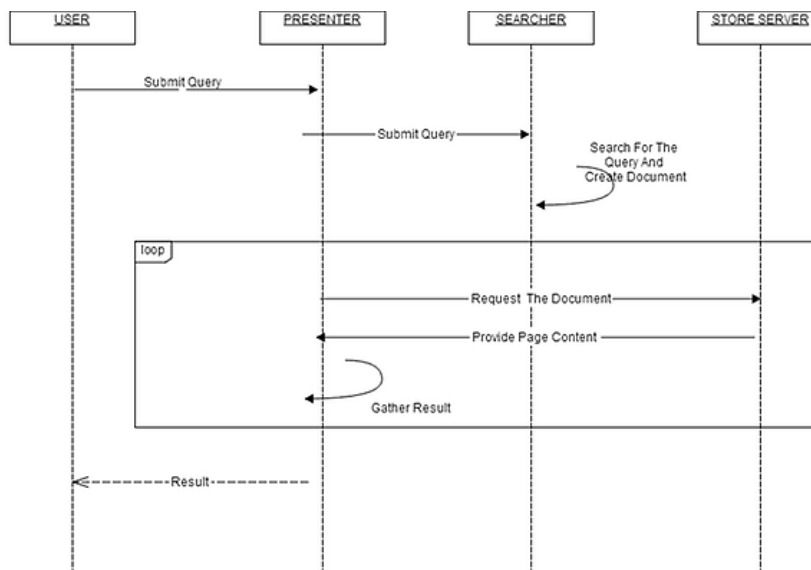 USER
PRESENTER
SEARCHER
STORE SERVER
Submit Query
Submit Query
Search For The
Query And
Create Document
loop
Request The Document
Provide Page Content
Gather Result
Result